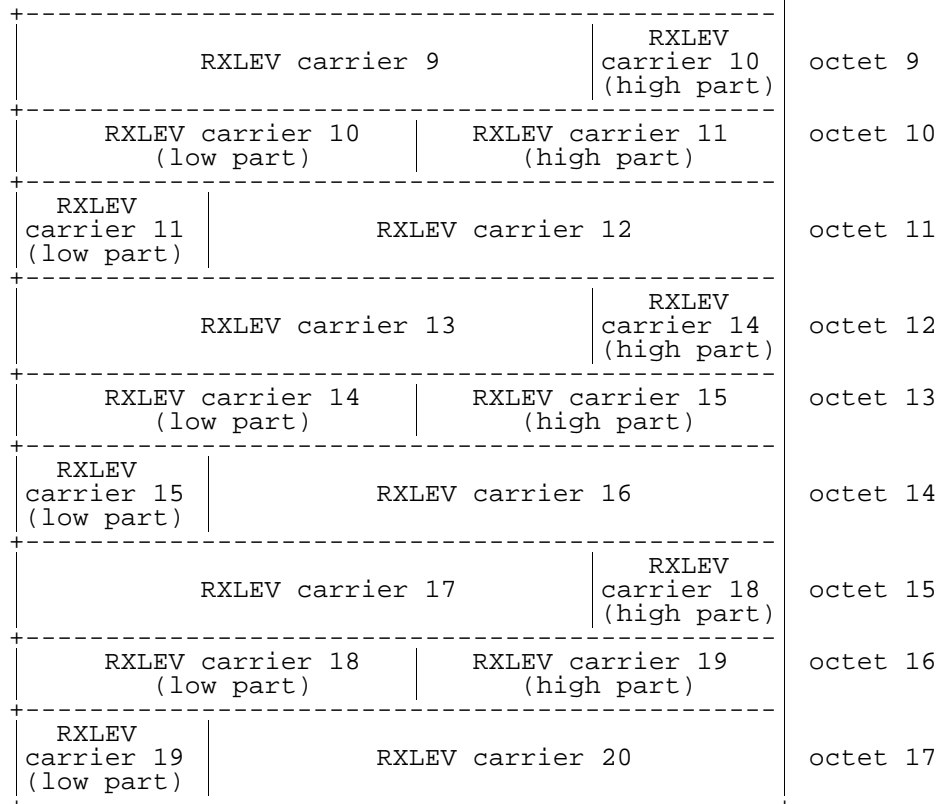 RXLEV
RXLEV carrier 9 carrier 10 octet 9
(high part)
RXLEV carrier 10 RXLEV carrier 11 octet 10
(low part) (high part)
RXLEV
carrier 11 RXLEV carrier 12 octet 11
(low part)
RXLEV
RXLEV carrier 13 carrier 14 octet 12
(high part)
RXLEV carrier 14 RXLEV carrier 15 octet 13
(low part) (high part)
RXLEV
carrier 15 RXLEV carrier 16 octet 14
(low part)
RXLEV
RXLEV carrier 17 carrier 18 octet 15
(high part)
RXLEV carrier 18 RXLEV carrier 19 octet 16
(low part) (high part)
RXLEV
carrier 19 RXLEV carrier 20 octet 17
(low part)